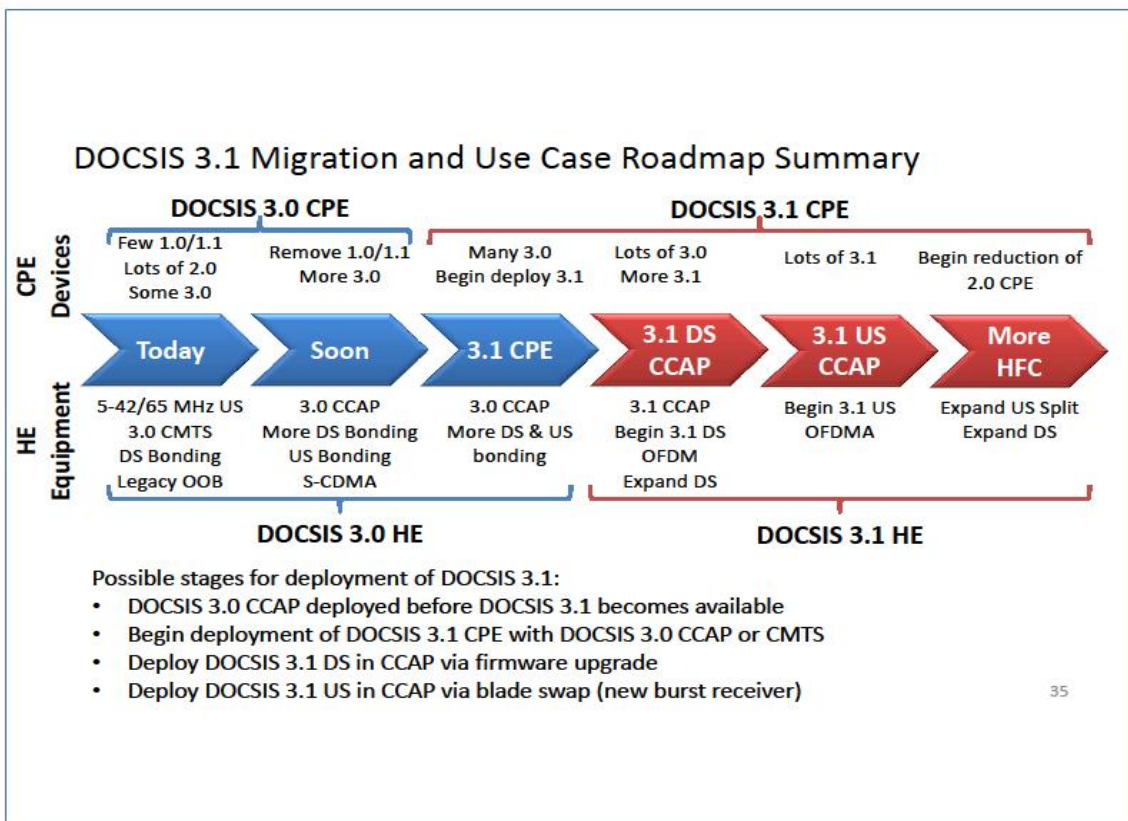 DOCSIS 3.1 Migration and Use Case Roadmap Summary
DOCSIS 3.0 CPE
DOCSIS 3.1 CPE
CPE
Devices
Few 1.0/1.1
Lots of 2.0
Some 3.0
Remove 1.0/1.1
More 3.0
Many 3.0
Begin deploy 3.1
Lots of 3.0
More 3.1
Lots of 3.1
Begin reduction of
2.0 CPE
Today
Soon
3.1 CPE
3.1 DS
CCAP
3.1 US
CCAP
More
HFC
HE
Equipment
5-42/65 MHz US
3.0 CMTS
DS Bonding
Legacy OOB
3.0 CCAP
More DS Bonding
US Bonding
S-CDMA
3.0 CCAP
More DS & US
bonding
3.1 CCAP
Begin 3.1 DS
OFDM
Expand DS
Begin 3.1 US
OFDMA
Expand US Split
Expand DS
DOCSIS 3.0 HE
DOCSIS 3.1 HE
Possible stages for deployment of DOCSIS 3.1:
• DOCSIS 3.0 CCAP deployed before DOCSIS 3.1 becomes available
• Begin deployment of DOCSIS 3.1 CPE with DOCSIS 3.0 CCAP or CMTS
• Deploy DOCSIS 3.1 DS in CCAP via firmware upgrade
• Deploy DOCSIS 3.1 US in CCAP via blade swap (new burst receiver)
35